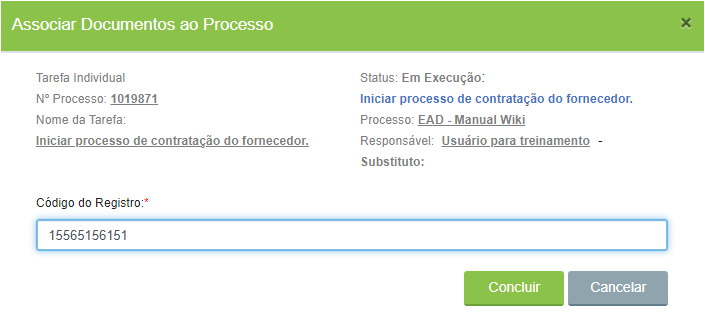 Associar Documentos ao Processo ×
Tarefa Individual
Nº Processo: 1019871
Nome da Tarefa:
Iniciar processo de contratação do fornecedor.
Status: Em Execução:
Iniciar processo de contratação do fornecedor.
Processo: EAD - Manual Wiki
Responsável: Usuário para treinamento -
Substituto:
Código do Registro:*
15565156151
Concluir Cancelar